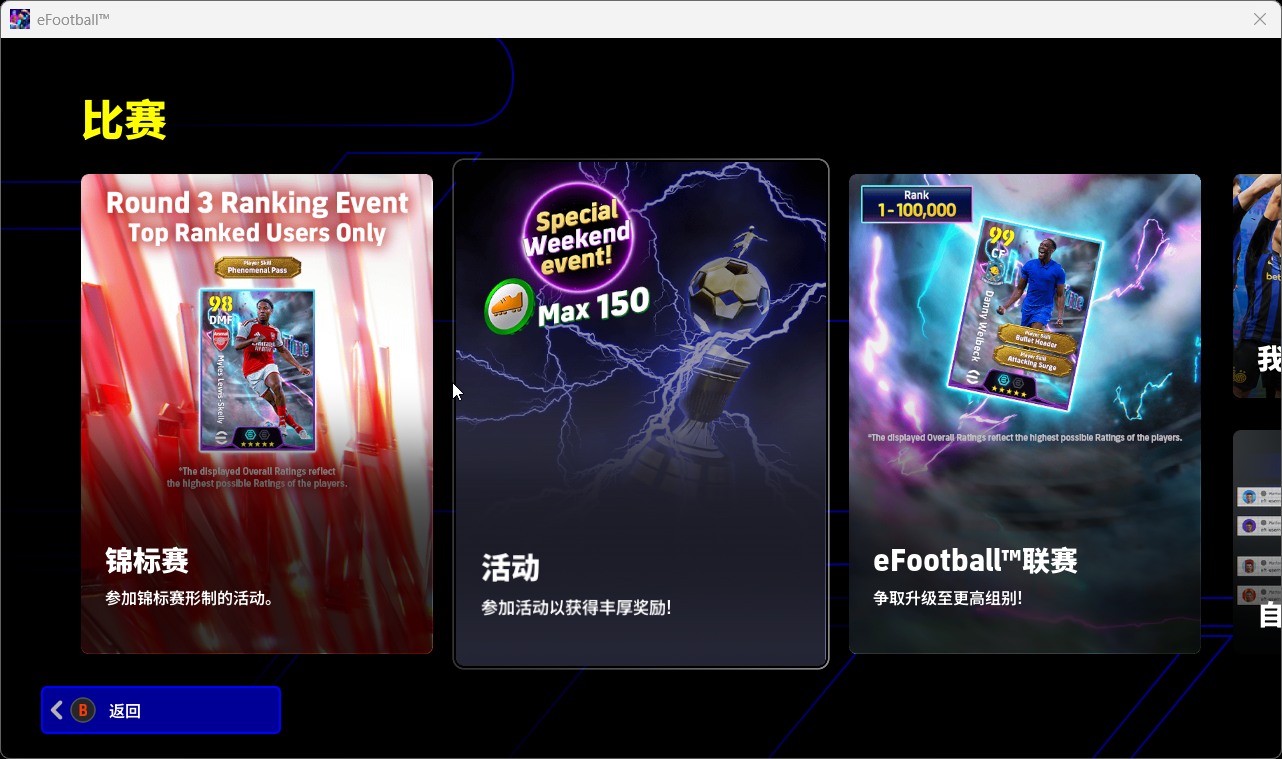 eFootball™
比赛
Round 3 Ranking Event
Top Ranked Users Only
Player Skill
Phenomenal Pass
98
DMF
Arsenal
Myles Lewis-Skelly
*The displayed Overall Ratings reflect
the highest possible Ratings of the players.
锦标赛
参加锦标赛形制的活动。
Special
Weekend
event!
Max 150
活动
参加活动以获得丰厚奖励!
Rank
1-100,000
99
CF
Danny Welbeck
Player Skill
Bullet Header
Player Skill
Attacking Surge
*The displayed Overall Ratings reflect the highest possible Ratings of the players.
eFootball™联赛
争取升级至更高组别!
我
自
B 返回